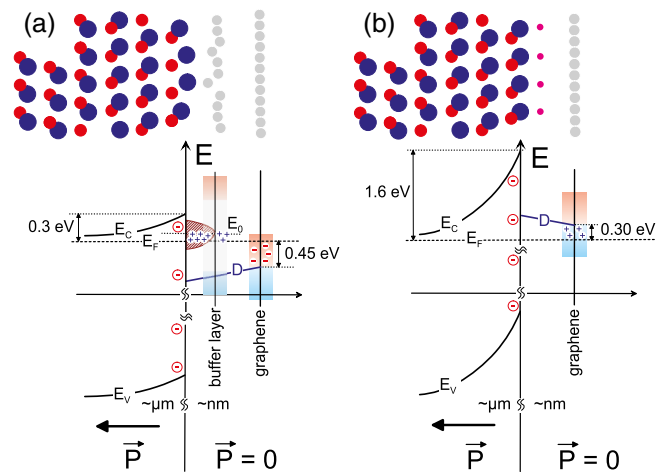 (a)
E
0.3 eV
E_C
E_F
E_0
0.45 eV
D
buffer layer
graphene
E_V
~µm
~nm
P
P = 0
(b)
E
1.6 eV
E_C
E_F
D
0.30 eV
graphene
E_V
~µm
~nm
P
P = 0